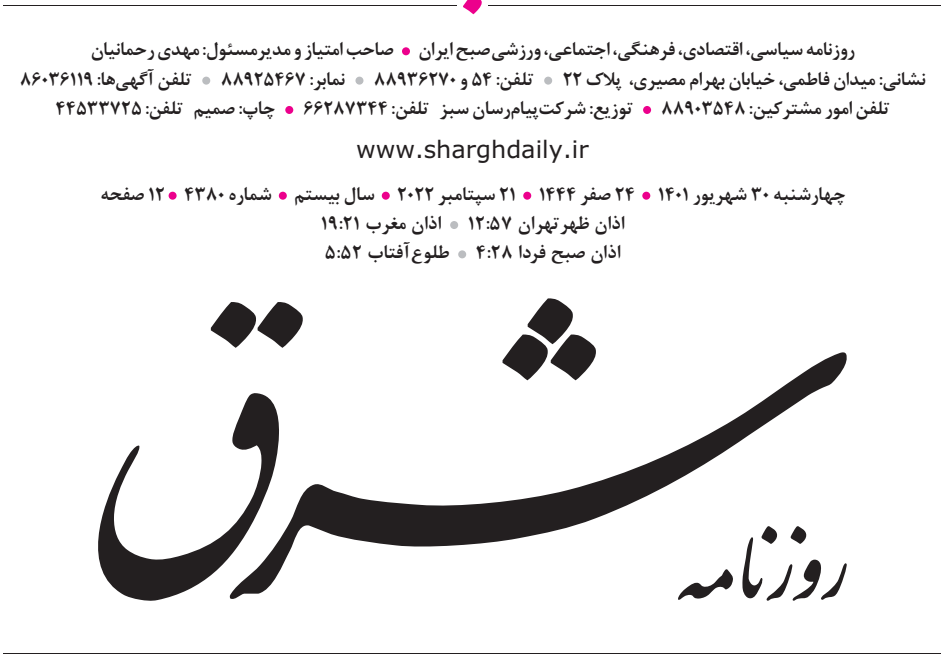 روزنامه سیاسی، اقتصادی، فرهنگی، اجتماعی، ورزشی صبح ایران • صاحب امتیاز و مدیرمسئول: مهدی رحمانیان
نشانی: میدان فاطمی، خیابان بهرام مصیری، پلاک ۲۲ • تلفن: ۵۴ و ۸۸۹۳۶۲۷۰ • نمابر: ۸۸۹۲۵۴۶۷ • تلفن آگهی‌ها: ۸۶۰۳۶۱۱۹
تلفن امور مشترکین: ۸۸۹۰۳۵۴۸ • توزیع: شرکت پیام‌رسان سبز تلفن: ۶۶۲۸۷۳۴۴ • چاپ: صمیم تلفن: ۴۴۵۳۳۷۲۵
www.sharghdaily.ir
چهارشنبه ۳۰ شهریور ۱۴۰۱ • ۲۴ صفر ۱۴۴۴ • ۲۱ سپتامبر ۲۰۲۲ • سال بیستم • شماره ۴۳۸۰ • ۱۲ صفحه
اذان ظهر تهران ۱۲:۵۷ • اذان مغرب ۱۹:۲۱
اذان صبح فردا ۴:۲۸ • طلوع آفتاب ۵:۵۲
روزنامه
شرق